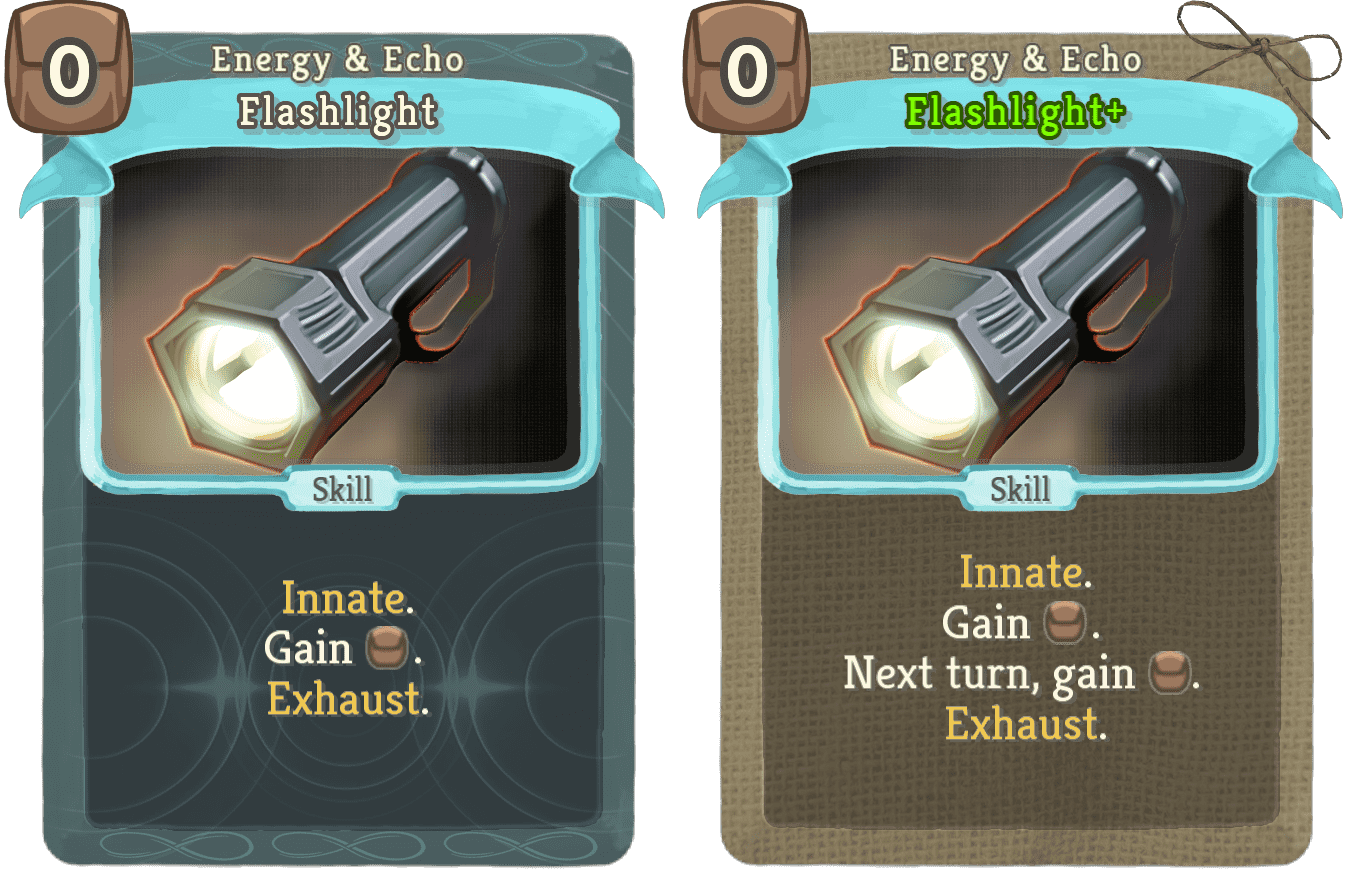 0
Energy & Echo
Flashlight
Skill
Innate.
Gain .
Exhaust.
0
Energy & Echo
Flashlight+
Skill
Innate.
Gain .
Next turn, gain .
Exhaust.